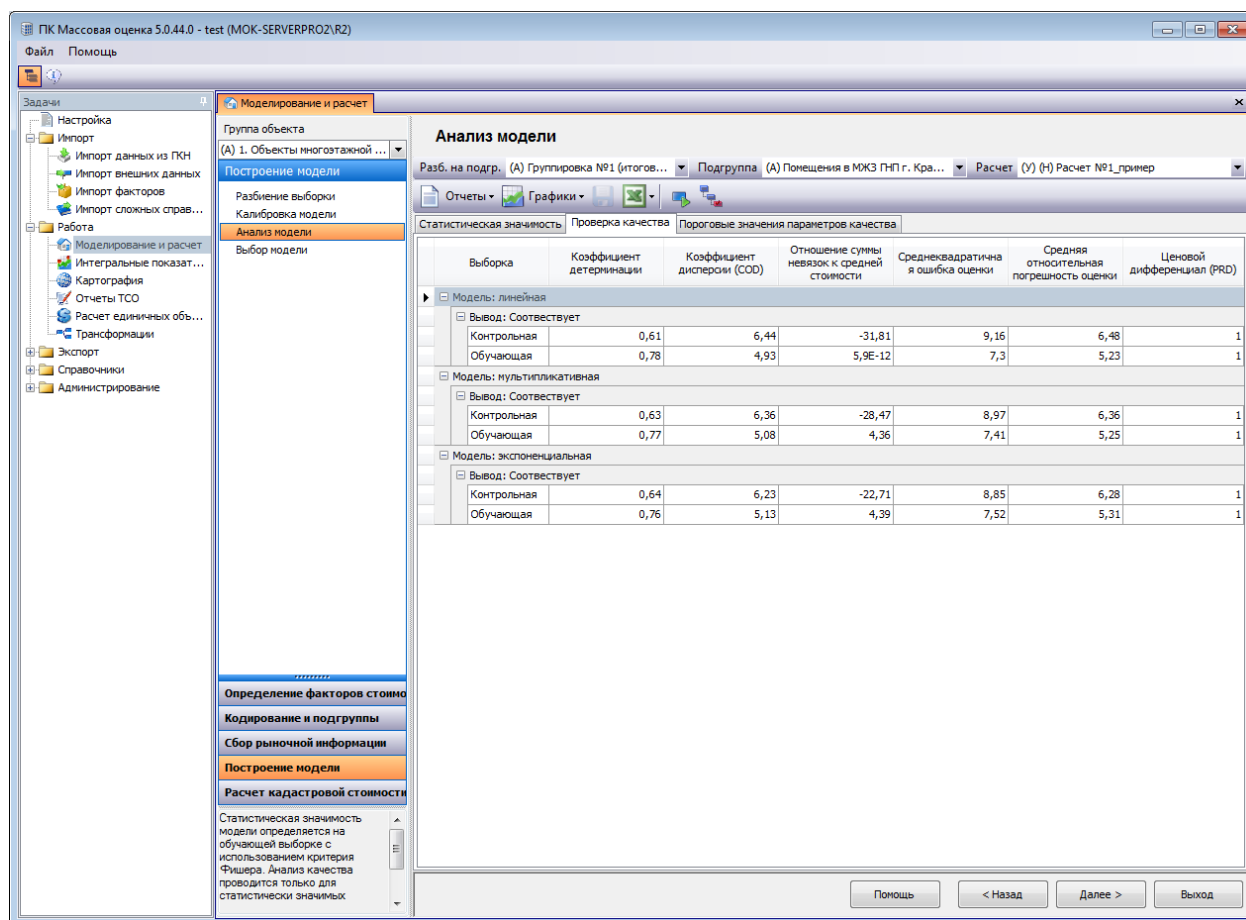 ПК Массовая оценка 5.0.44.0 - test (MOK-SERVERPRO2\R2)
Файл Помощь
Задачи
Настройка
Импорт
Импорт данных из ГКН
Импорт внешних данных
Импорт факторов
Импорт сложных справ...
Работа
Моделирование и расчет
Интегральные показат...
Картография
Отчеты ТСО
Расчет единичных объ...
Трансформации
Экспорт
Справочники
Администрирование
Моделирование и расчет
Группа объекта
(А) 1. Объекты многоэтажной ...
Построение модели
Разбиение выборки
Калибровка модели
Анализ модели
Выбор модели
Определение факторов стоимо
Кодирование и подгруппы
Сбор рыночной информации
Построение модели
Расчет кадастровой стоимости
Статистическая значимость
модели определяется на
обучающей выборке с
использованием критерия
Фишера. Анализ качества
проводится только для
статистически значимых
Анализ модели
Разб. на подгр. (А) Группировка №1 (итогов... Подгруппа (А) Помещения в МЖЗ ГНП г. Кра... Расчет (У) (Н) Расчет №1_пример
Отчеты Графики
Статистическая значимость Проверка качества Пороговые значения параметров качества
Выборка Коэффициент детерминации Коэффициент дисперсии (COD) Отношение суммы невязок к средней стоимости Среднеквадратична я ошибка оценки Средняя относительная погрешность оценки Ценовой дифференциал (PRD)
Модель: линейная
Вывод: Соотвествует
Контрольная 0,61 6,44 -31,81 9,16 6,48 1
Обучающая 0,78 4,93 5,9E-12 7,3 5,23 1
Модель: мультипликативная
Вывод: Соотвествует
Контрольная 0,63 6,36 -28,47 8,97 6,36 1
Обучающая 0,77 5,08 4,36 7,41 5,25 1
Модель: экспоненциальная
Вывод: Соотвествует
Контрольная 0,64 6,23 -22,71 8,85 6,28 1
Обучающая 0,76 5,13 4,39 7,52 5,31 1
Помощь < Назад Далее > Выход